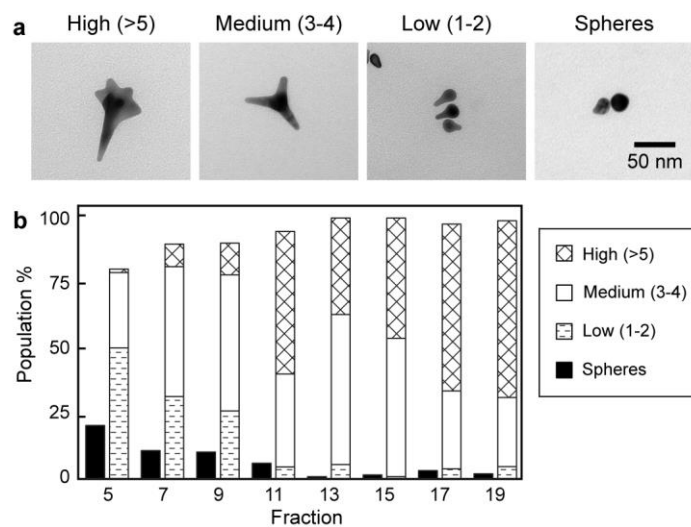 a
High (>5)
Medium (3-4)
Low (1-2)
Spheres
50 nm
b
Population %
100
75
50
25
0
5
7
9
11
13
15
17
19
Fraction
High (>5)
Medium (3-4)
Low (1-2)
Spheres